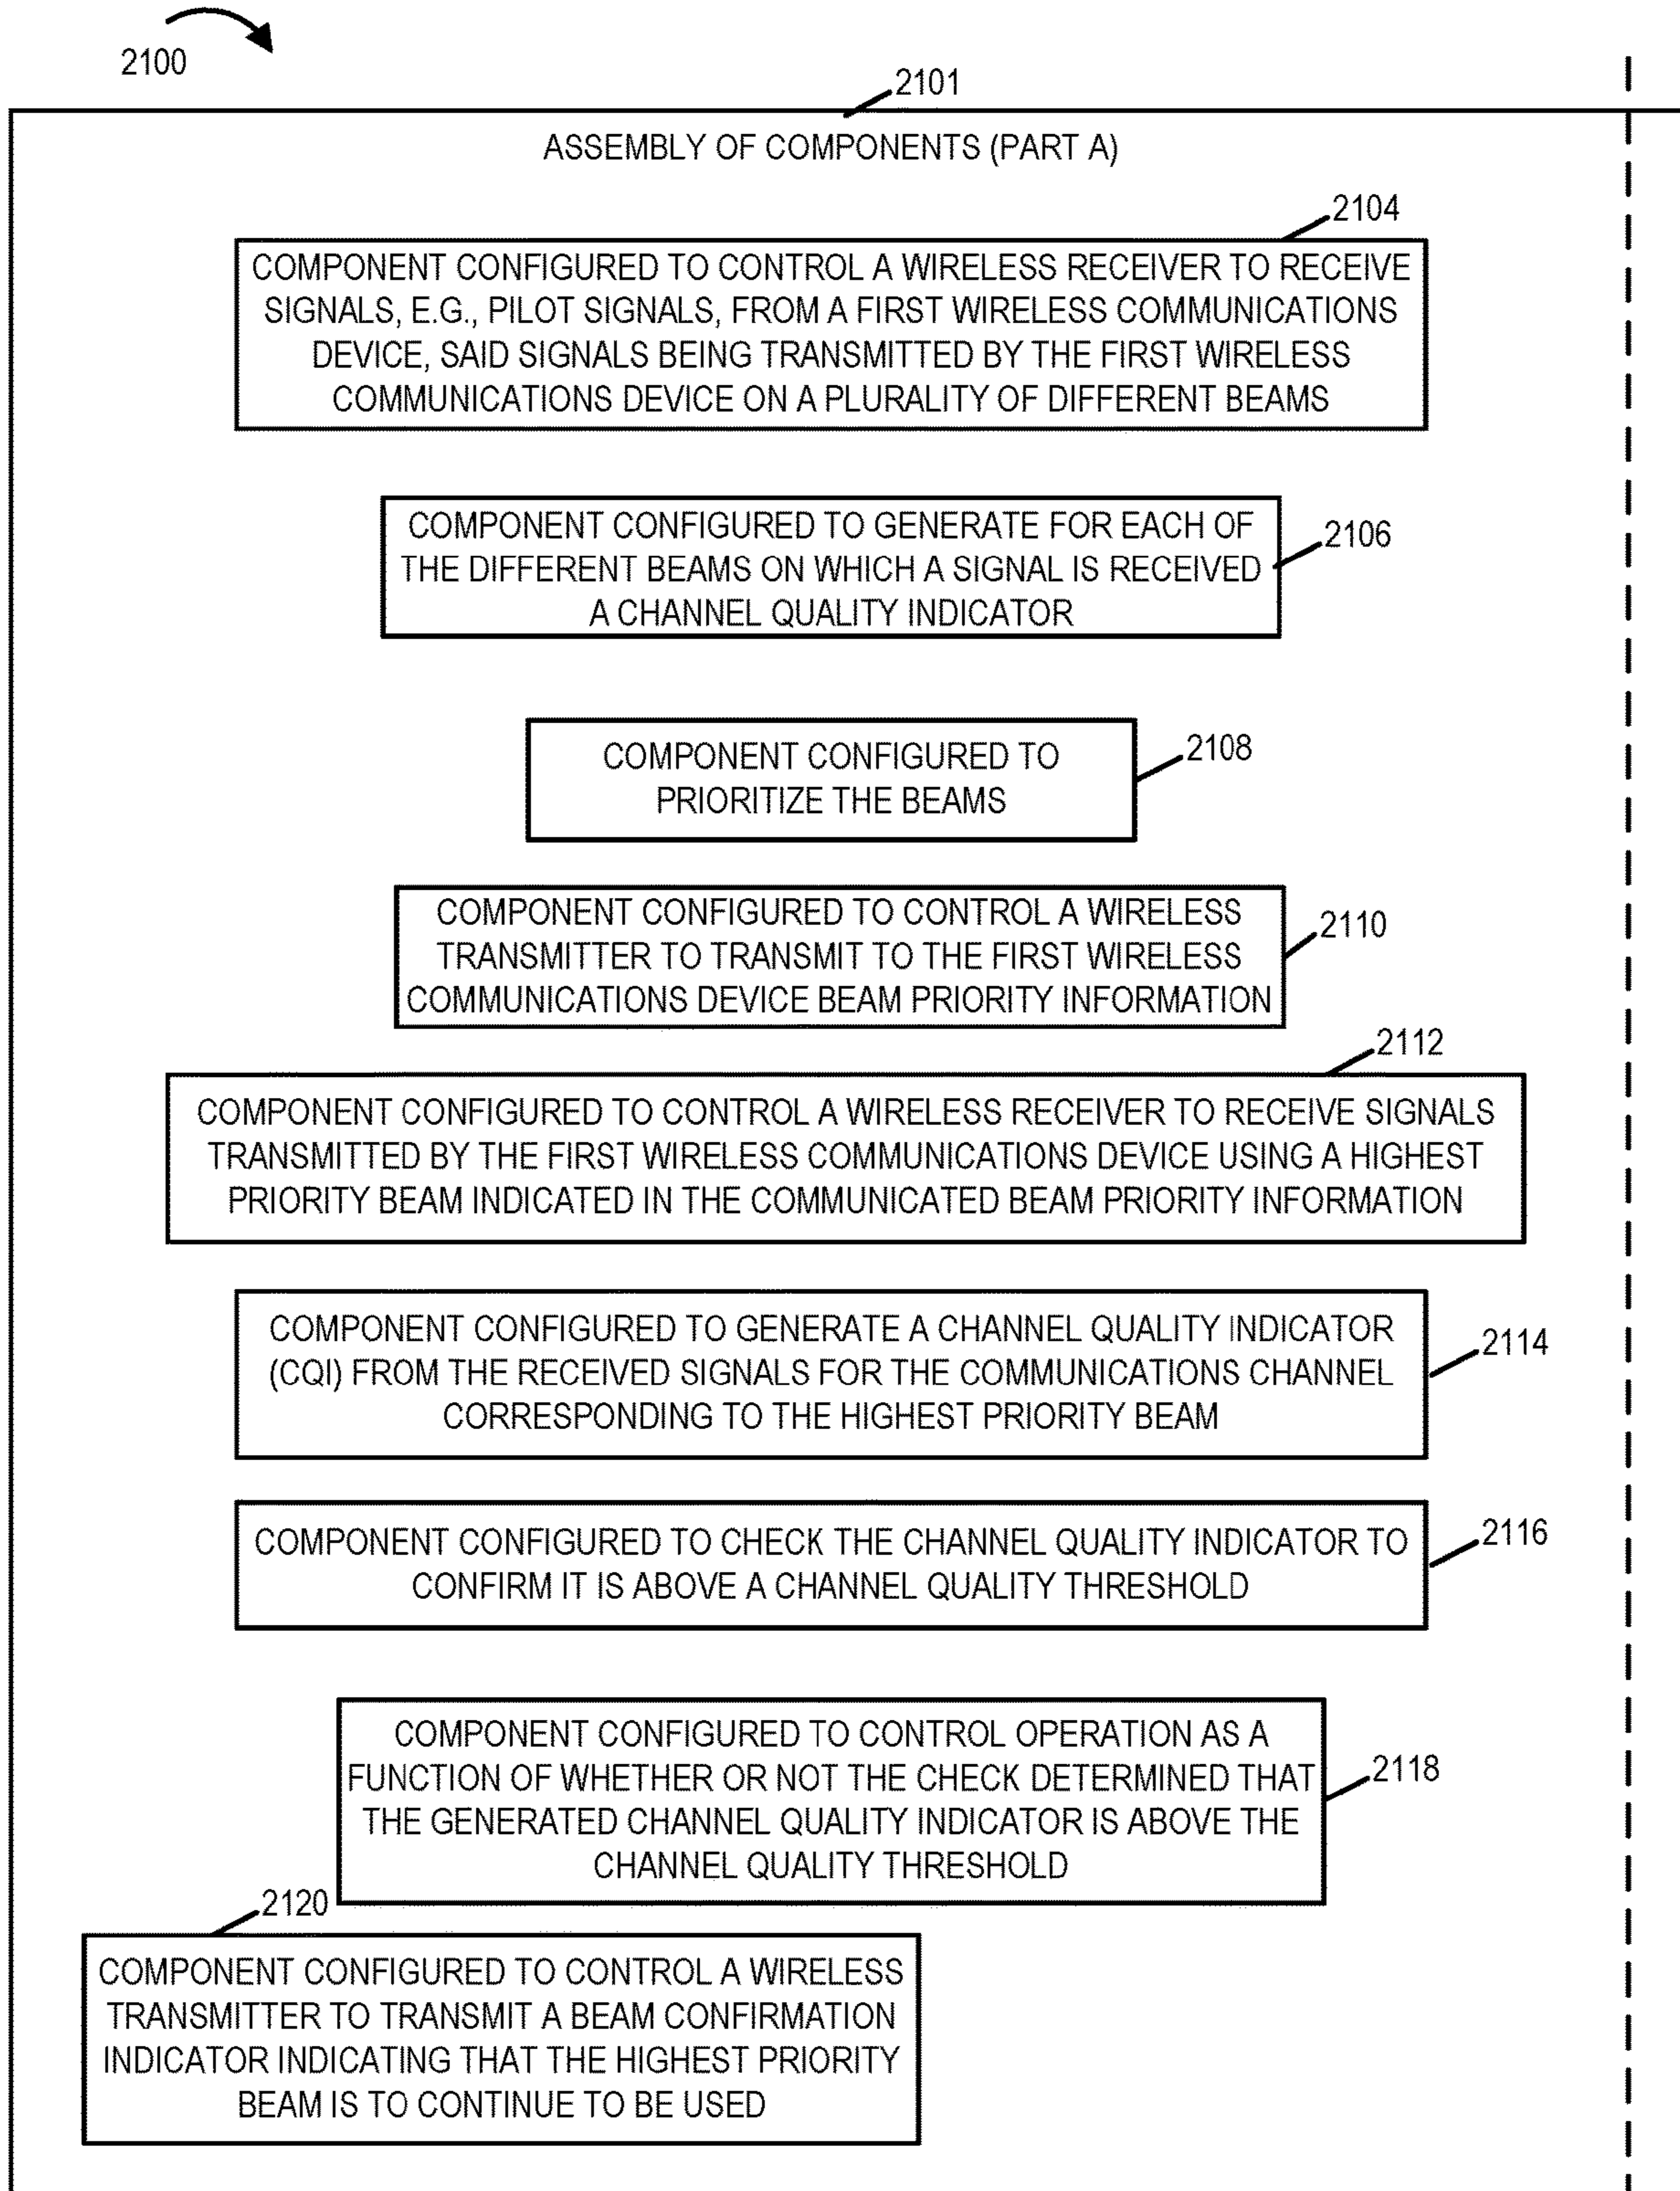 2100
2101
ASSEMBLY OF COMPONENTS (PART A)
2104
COMPONENT CONFIGURED TO CONTROL A WIRELESS RECEIVER TO RECEIVE
SIGNALS, E.G., PILOT SIGNALS, FROM A FIRST WIRELESS COMMUNICATIONS
DEVICE, SAID SIGNALS BEING TRANSMITTED BY THE FIRST WIRELESS
COMMUNICATIONS DEVICE ON A PLURALITY OF DIFFERENT BEAMS
COMPONENT CONFIGURED TO GENERATE FOR EACH OF
THE DIFFERENT BEAMS ON WHICH A SIGNAL IS RECEIVED
A CHANNEL QUALITY INDICATOR
2106
COMPONENT CONFIGURED TO
PRIORITIZE THE BEAMS
2108
COMPONENT CONFIGURED TO CONTROL A WIRELESS
TRANSMITTER TO TRANSMIT TO THE FIRST WIRELESS
COMMUNICATIONS DEVICE BEAM PRIORITY INFORMATION
2110
2112
COMPONENT CONFIGURED TO CONTROL A WIRELESS RECEIVER TO RECEIVE SIGNALS
TRANSMITTED BY THE FIRST WIRELESS COMMUNICATIONS DEVICE USING A HIGHEST
PRIORITY BEAM INDICATED IN THE COMMUNICATED BEAM PRIORITY INFORMATION
COMPONENT CONFIGURED TO GENERATE A CHANNEL QUALITY INDICATOR
(CQI) FROM THE RECEIVED SIGNALS FOR THE COMMUNICATIONS CHANNEL
CORRESPONDING TO THE HIGHEST PRIORITY BEAM
2114
COMPONENT CONFIGURED TO CHECK THE CHANNEL QUALITY INDICATOR TO
CONFIRM IT IS ABOVE A CHANNEL QUALITY THRESHOLD
2116
COMPONENT CONFIGURED TO CONTROL OPERATION AS A
FUNCTION OF WHETHER OR NOT THE CHECK DETERMINED THAT
THE GENERATED CHANNEL QUALITY INDICATOR IS ABOVE THE
CHANNEL QUALITY THRESHOLD
2118
2120
COMPONENT CONFIGURED TO CONTROL A WIRELESS
TRANSMITTER TO TRANSMIT A BEAM CONFIRMATION
INDICATOR INDICATING THAT THE HIGHEST PRIORITY
BEAM IS TO CONTINUE TO BE USED